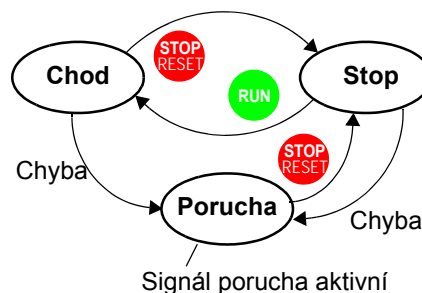 Chod
STOP
RESET
Stop
RUN
STOP
RESET
Chyba
Porucha
Chyba
Signál porucha aktivní